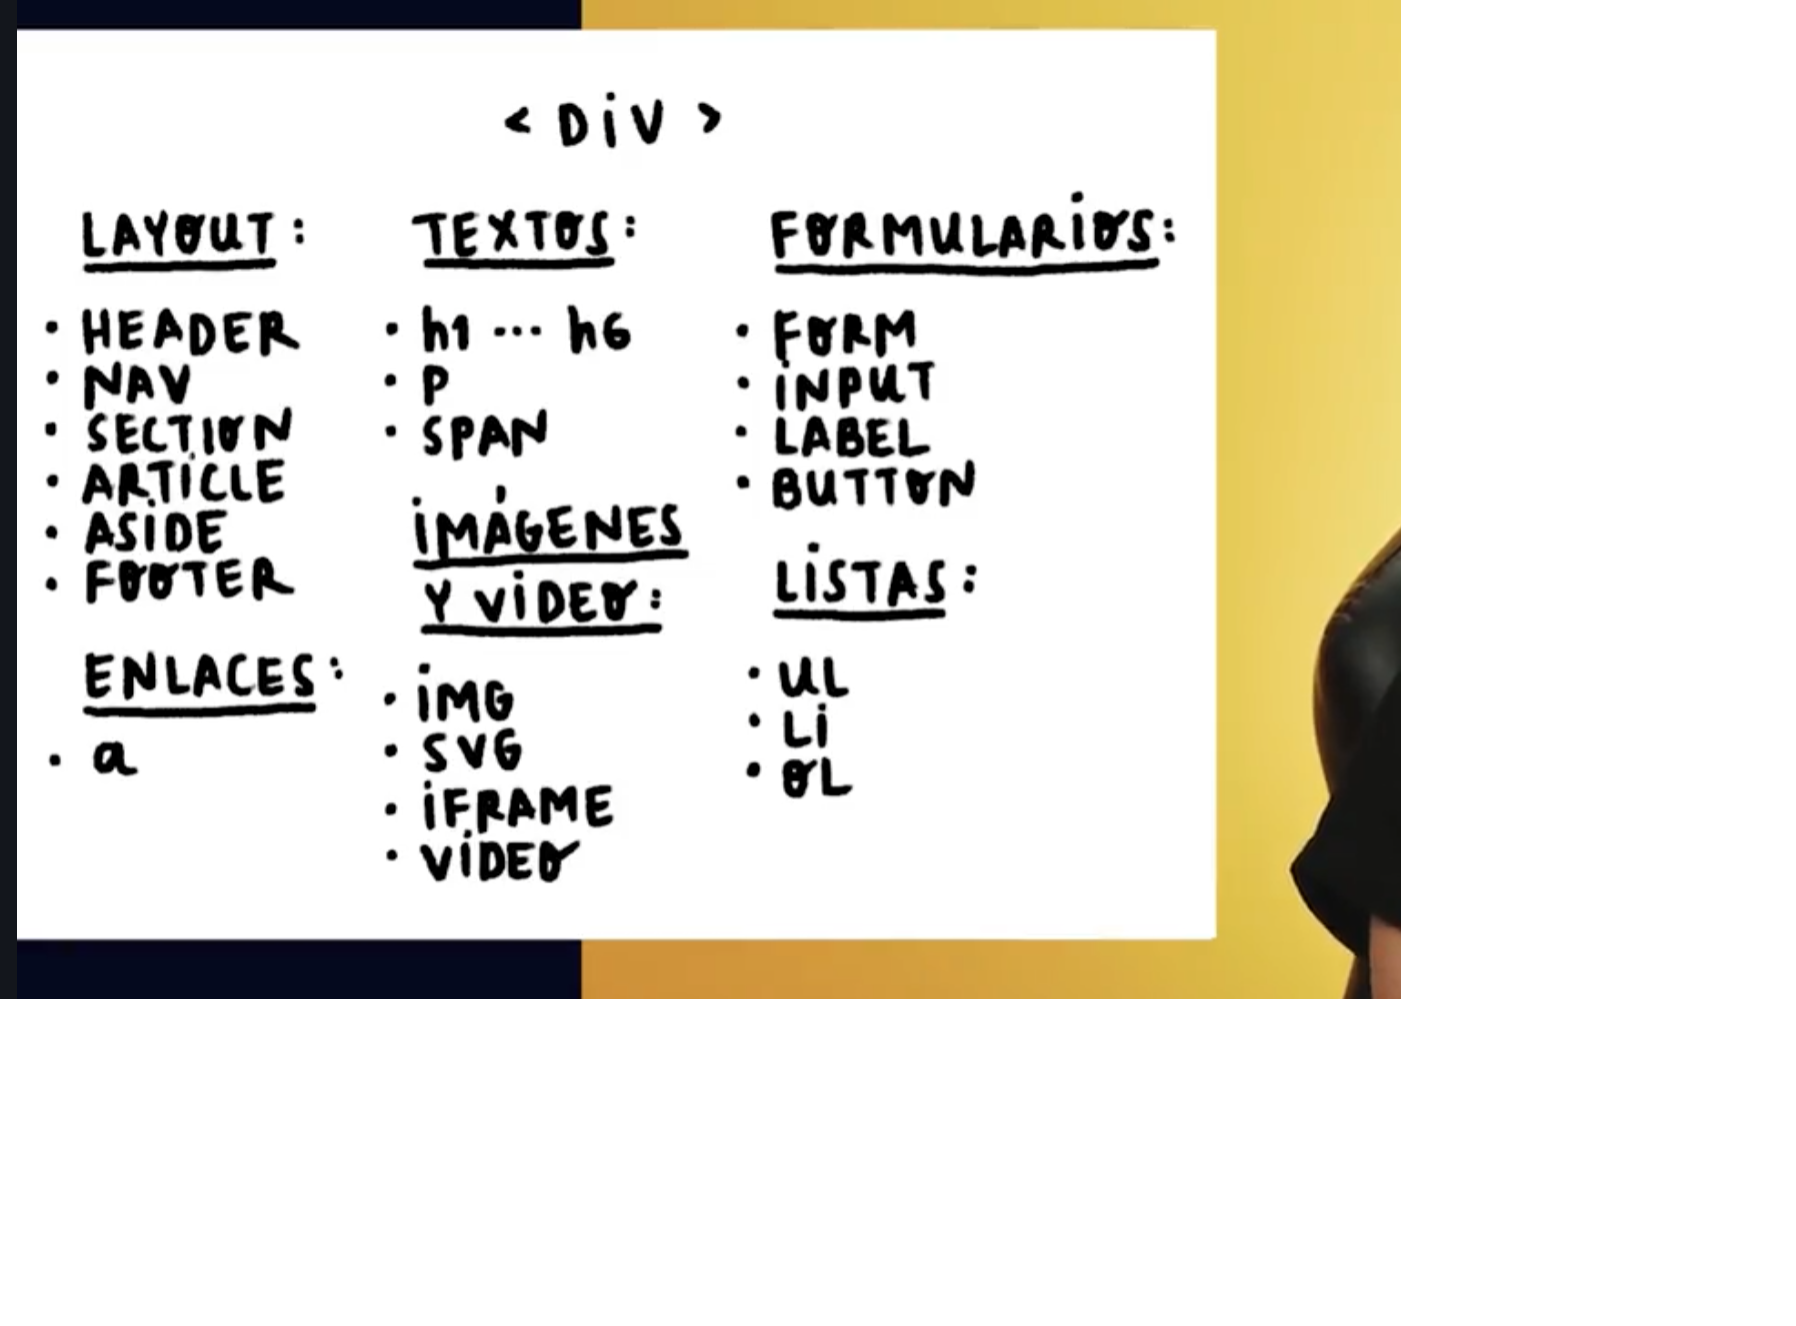 < DiV >
LAYOUT:
• HEADER
• NAV
• SECTION
• ARTiCLE
• ASiDE
• FOOTER
ENLACES:
• a
TEXTOS:
• h1 ... h6
• P
• SPAN
iMÁGENES
Y ViDEO:
• iMG
• SVG
• iFRAME
• ViDEO
FORMULARiOS:
• FORM
• iNPUT
• LABEL
• BUTTON
LiSTAS:
• UL
• Li
• OL